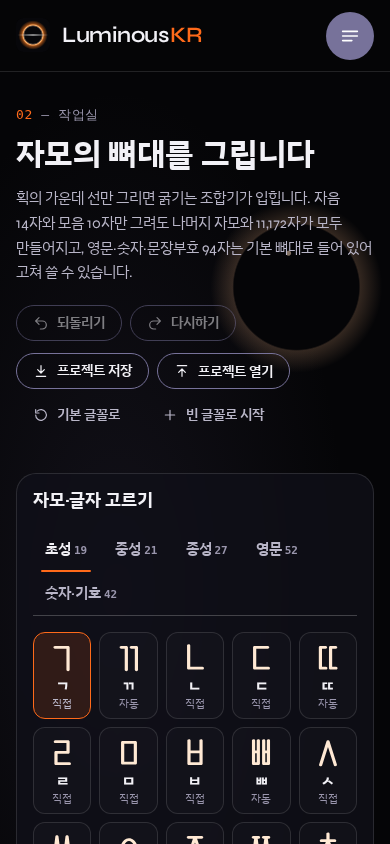 LuminousKR
02 — 작업실
자모의 뼈대를 그립니다
획의 가운데 선만 그리면 굵기는 조합기가 입힙니다. 자음
14자와 모음 10자만 그려도 나머지 자모와 11,172자가 모두
만들어지고, 영문·숫자·문장부호 94자는 기본 뼈대로 들어 있어
고쳐 쓸 수 있습니다.
되돌리기 다시하기
프로젝트 저장 프로젝트 열기
기본 글꼴로 빈 글꼴로 시작
자모·글자 고르기
초성 19 중성 21 종성 27 영문 52
숫자·기호 42
ㄱ ㄲ ㄴ ㄷ ㄸ
ㄱ ㄲ ㄴ ㄷ ㄸ
직접 자동 직접 직접 자동
ㄹ ㅁ ㅂ ㅃ ㅅ
ㄹ ㅁ ㅂ ㅃ ㅅ
직접 직접 직접 자동 직접